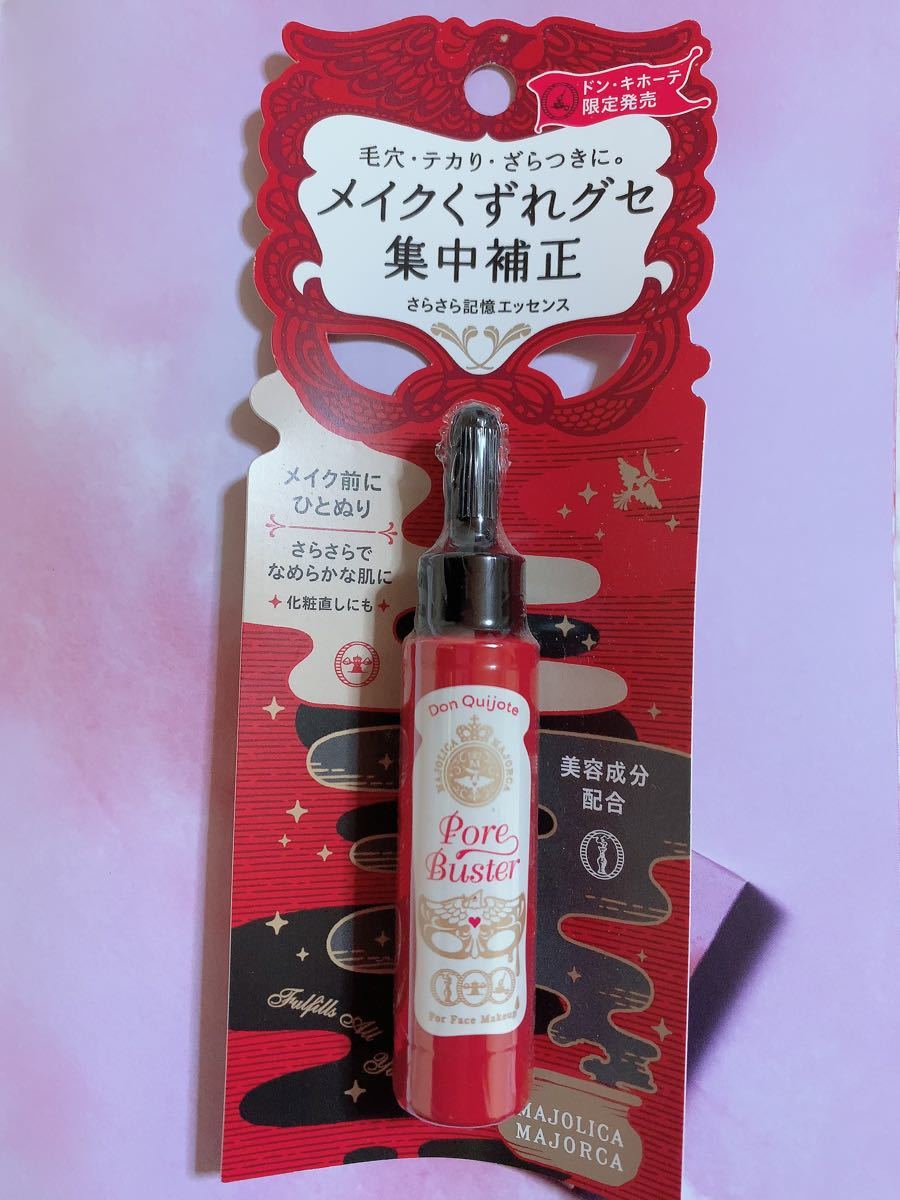 ドン・キホーテ
限定発売
毛穴・テカリ・ざらつきに。
メイクくずれグセ
集中補正
さらさら記憶エッセンス
メイク前に
ひとぬり
さらさらで
なめらかな肌に
化粧直しにも
Don Quijote
MAJOLICA MAJORCA
Pore
Buster
For Face Makeup
美容成分
配合
Fulfills All
MAJOLICA
MAJORCA